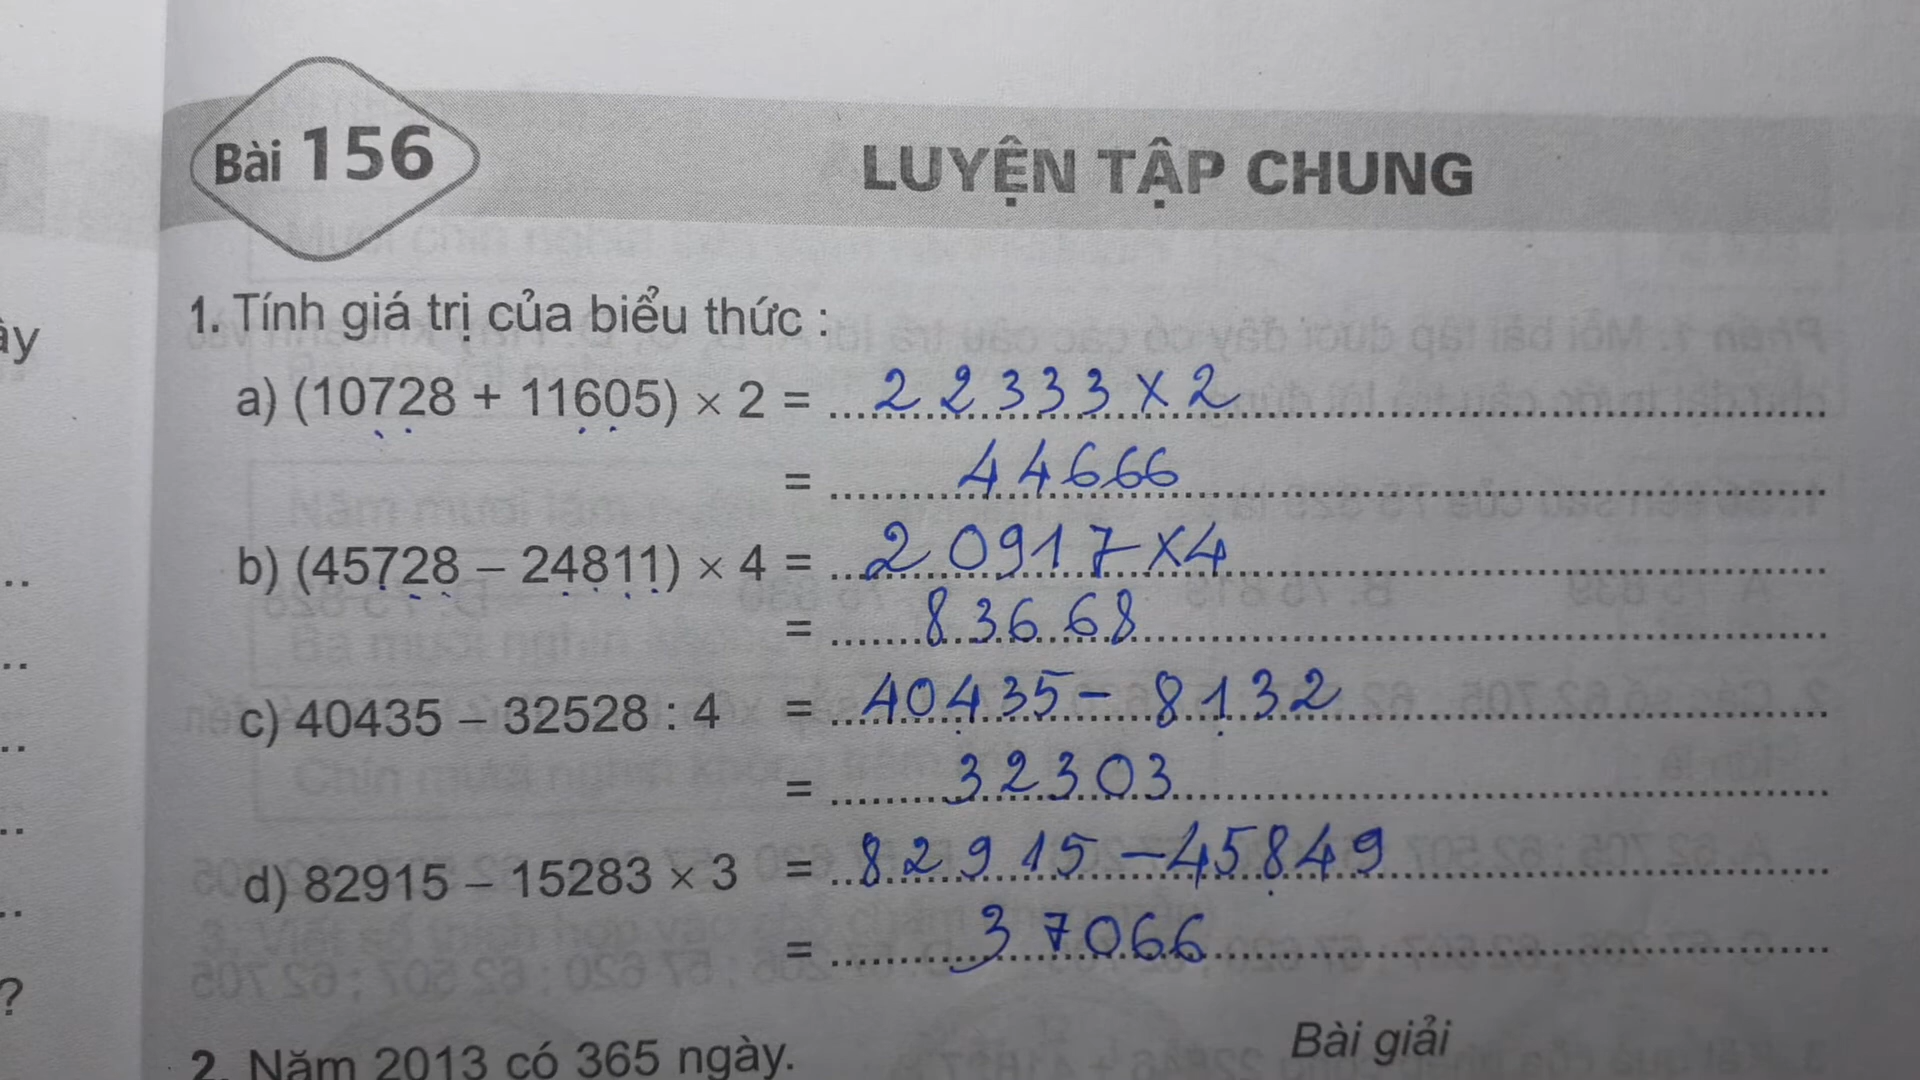 Bài 156 LUYỆN TẬP CHUNG
1. Tính giá trị của biểu thức :
a) (10728 + 11605) × 2 = 22333 × 2
= 44666
b) (45728 – 24811) × 4 = 20917 × 4
= 83668
c) 40435 – 32528 : 4 = 40435 – 8132
= 32303
d) 82915 – 15283 × 3 = 82915 – 45849
= 37066
Bài giải
2. Năm 2013 có 365 ngày.